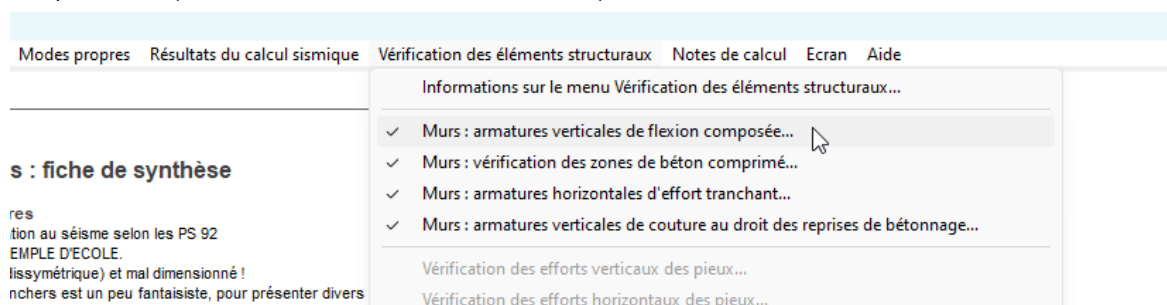 Modes propres Résultats du calcul sismique Vérification des éléments structuraux Notes de calcul Ecran Aide
Informations sur le menu Vérification des éléments structuraux...
✓ Murs : armatures verticales de flexion composée...
✓ Murs : vérification des zones de béton comprimé...
✓ Murs : armatures horizontales d'effort tranchant...
✓ Murs : armatures verticales de couture au droit des reprises de bétonnage...
Vérification des efforts verticaux des pieux...
Vérification des efforts horizontaux des pieux...
s : fiche de synthèse
res
tion au séisme selon les PS 92
EMPLE D'ECOLE.
dissymétrique) et mal dimensionné !
nchers est un peu fantaisiste, pour présenter divers